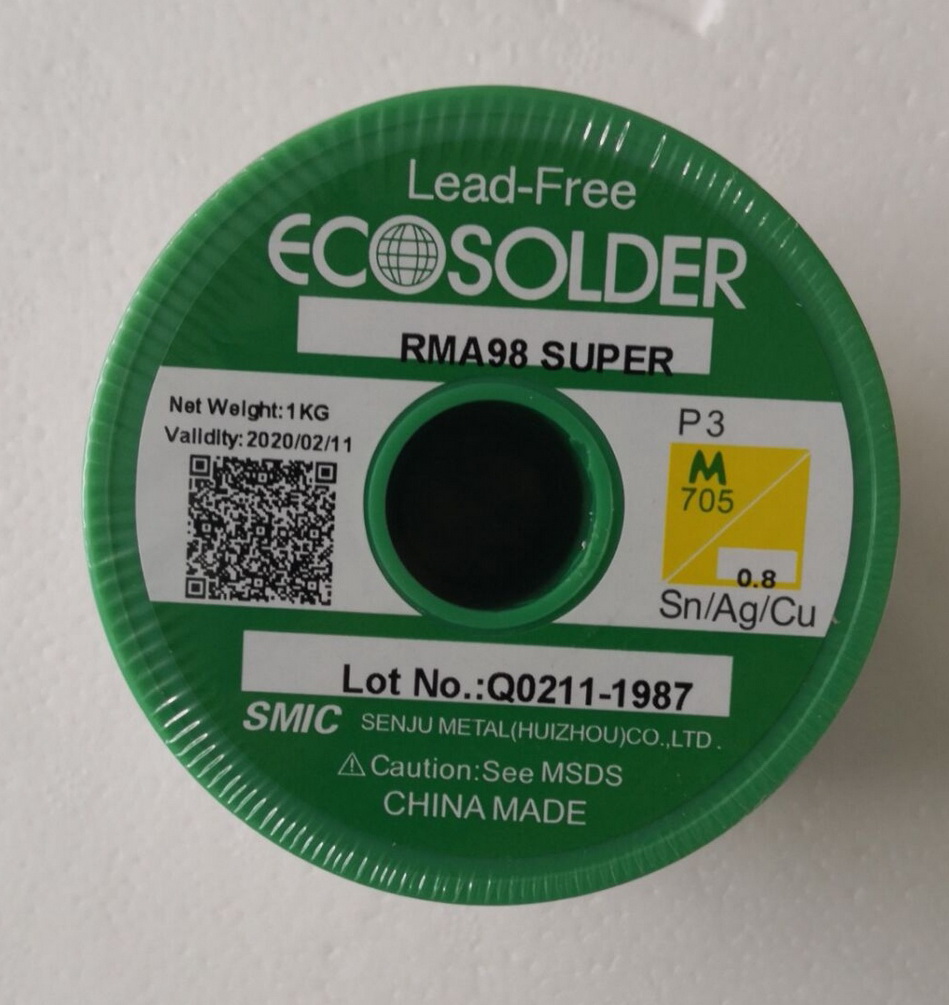 Lead-Free
ECOSOLDER
RMA98 SUPER
Net Weight:1KG
Validity:2020/02/11
P3
M
705
0.8
Sn/Ag/Cu
Lot No.:Q0211-1987
SMIC SENJU METAL(HUIZHOU)CO.,LTD.
Caution:See MSDS
CHINA MADE